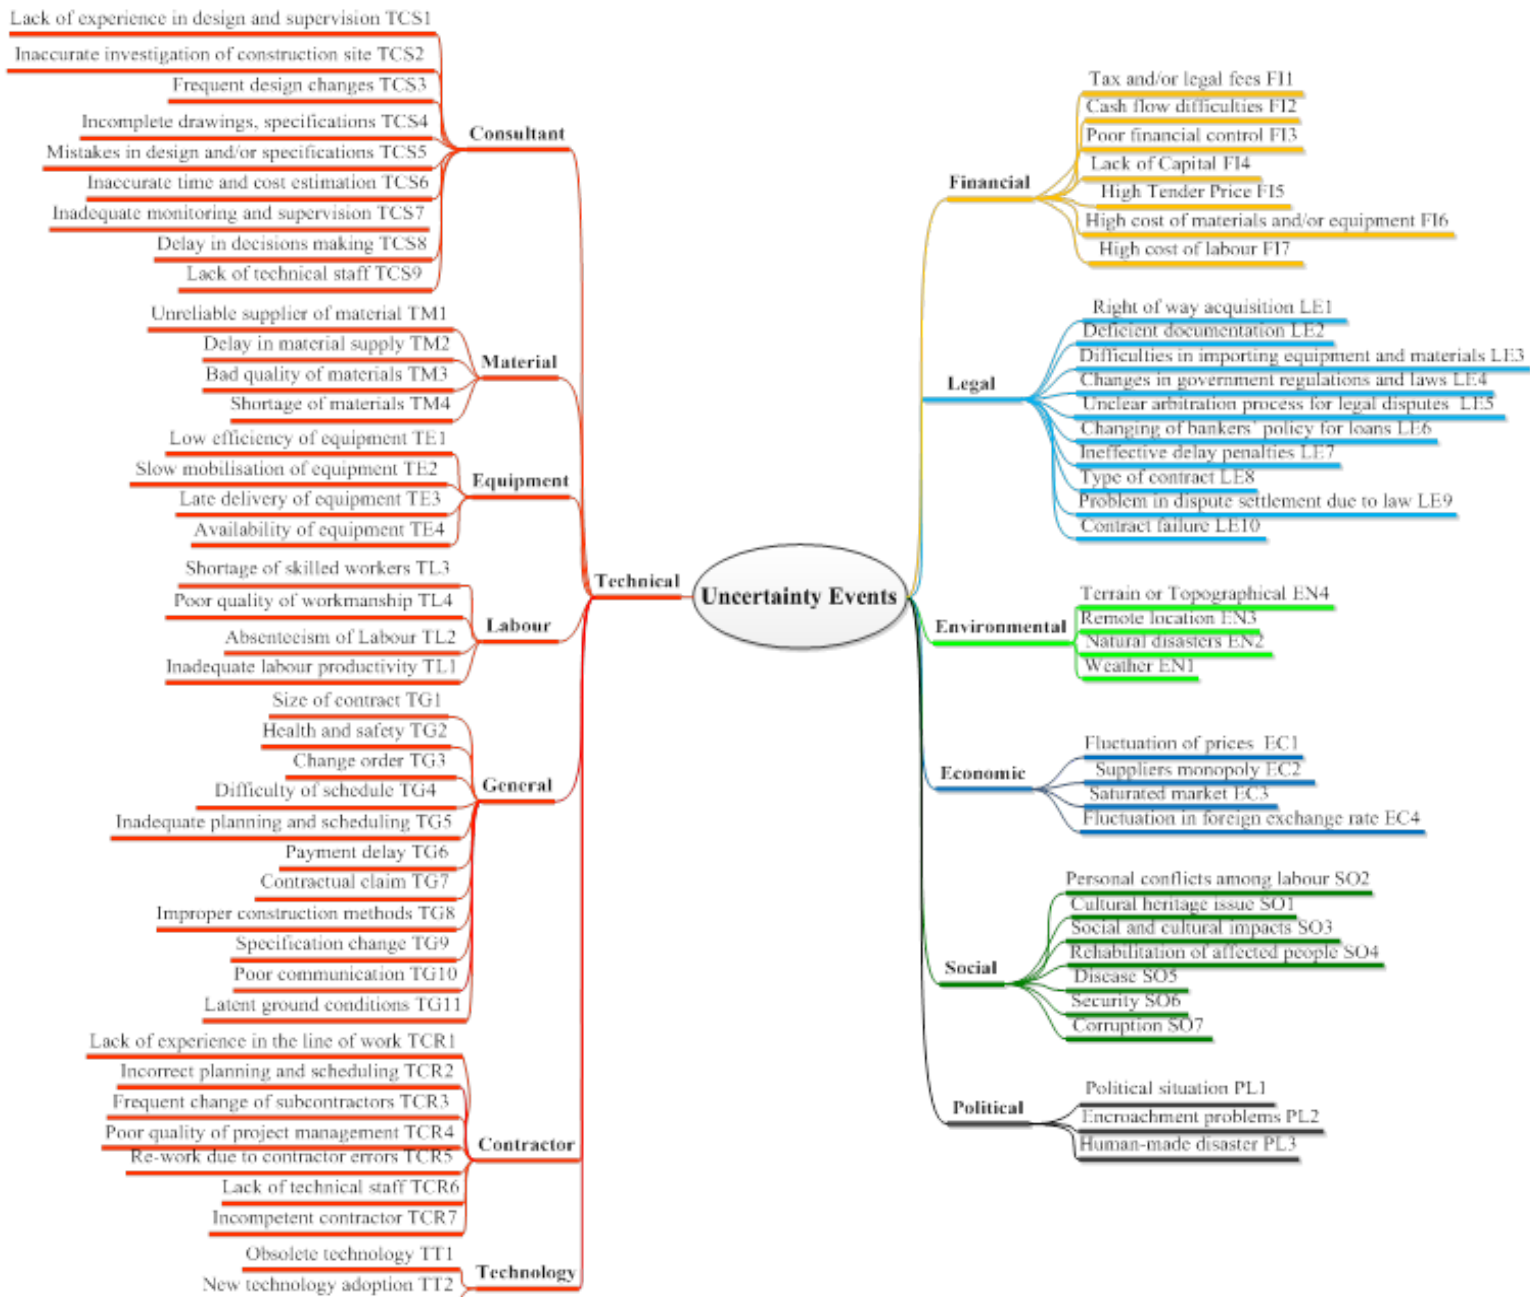 Lack of experience in design and supervision TCS1
Inaccurate investigation of construction site TCS2
Frequent design changes TCS3
Incomplete drawings, specifications TCS4
Mistakes in design and/or specifications TCS5
Inaccurate time and cost estimation TCS6
Inadequate monitoring and supervision TCS7
Delay in decisions making TCS8
Lack of technical staff TCS9
Consultant
Unreliable supplier of material TM1
Delay in material supply TM2
Bad quality of materials TM3
Shortage of materials TM4
Material
Low efficiency of equipment TE1
Slow mobilisation of equipment TE2
Late delivery of equipment TE3
Availability of equipment TE4
Equipment
Shortage of skilled workers TL3
Poor quality of workmanship TL4
Absenteeism of Labour TL2
Inadequate labour productivity TL1
Labour
Size of contract TG1
Health and safety TG2
Change order TG3
Difficulty of schedule TG4
Inadequate planning and scheduling TG5
Payment delay TG6
Contractual claim TG7
Improper construction methods TG8
Specification change TG9
Poor communication TG10
Latent ground conditions TG11
General
Lack of experience in the line of work TCR1
Incorrect planning and scheduling TCR2
Frequent change of subcontractors TCR3
Poor quality of project management TCR4
Re-work due to contractor errors TCR5
Lack of technical staff TCR6
Incompetent contractor TCR7
Contractor
Obsolete technology TT1
New technology adoption TT2
Technology
Technical
Uncertainty Events
Financial
Tax and/or legal fees FI1
Cash flow difficulties FI2
Poor financial control FI3
Lack of Capital FI4
High Tender Price FI5
High cost of materials and/or equipment FI6
High cost of labour FI7
Legal
Right of way acquisition LE1
Deficient documentation LE2
Difficulties in importing equipment and materials LE3
Changes in government regulations and laws LE4
Unclear arbitration process for legal disputes LE5
Changing of bankers' policy for loans LE6
Ineffective delay penalties LE7
Type of contract LE8
Problem in dispute settlement due to law LE9
Contract failure LE10
Environmental
Terrain or Topographical EN4
Remote location EN3
Natural disasters EN2
Weather EN1
Economic
Fluctuation of prices EC1
Suppliers monopoly EC2
Saturated market EC3
Fluctuation in foreign exchange rate EC4
Social
Personal conflicts among labour SO2
Cultural heritage issue SO1
Social and cultural impacts SO3
Rehabilitation of affected people SO4
Disease SO5
Security SO6
Corruption SO7
Political
Political situation PL1
Encroachment problems PL2
Human-made disaster PL3